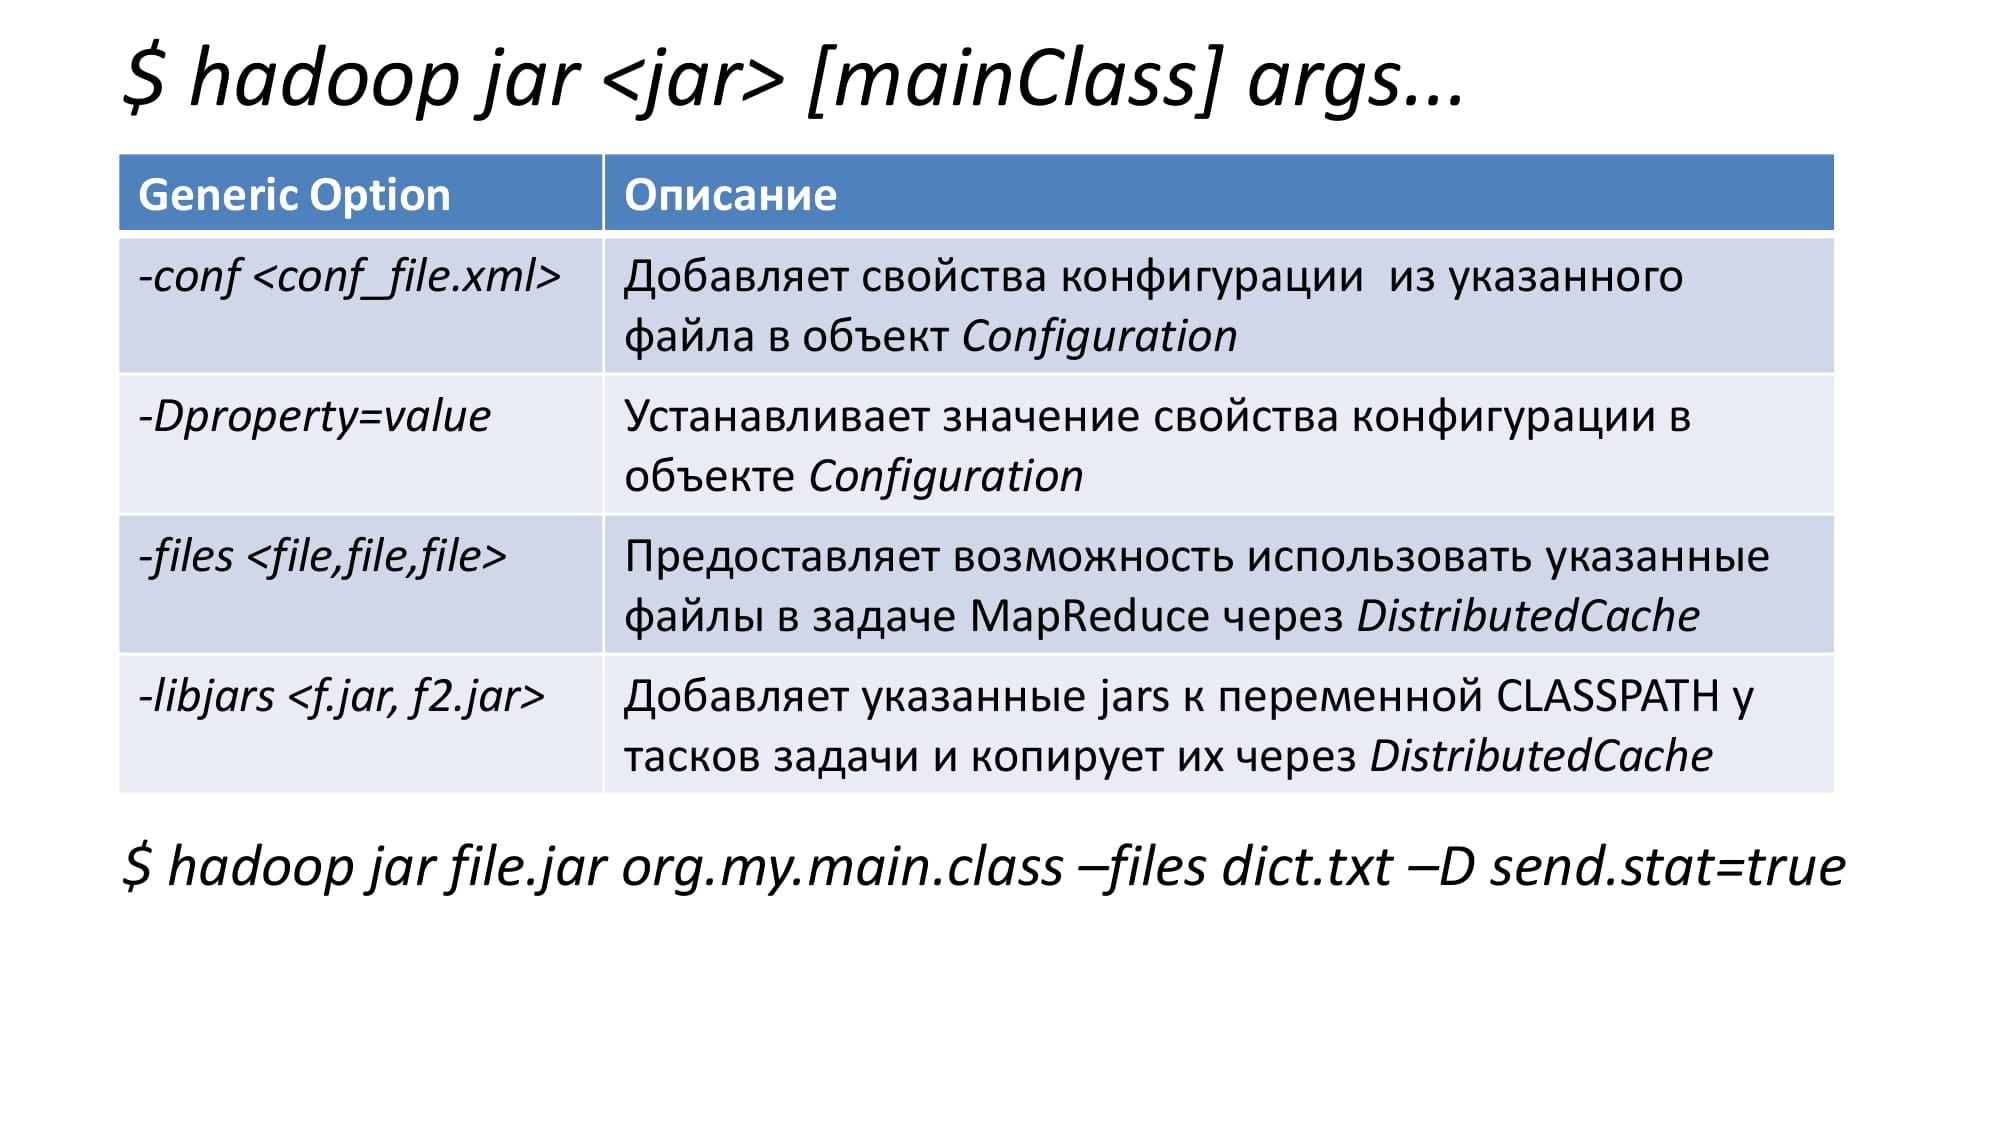 $ hadoop jar <jar> [mainClass] args...
Generic Option
Описание
-conf <conf_file.xml>
Добавляет свойства конфигурации  из указанного
файла в объект Configuration
-Dproperty=value
Устанавливает значение свойства конфигурации в
объекте Configuration
-files <file,file,file>
Предоставляет возможность использовать указанные
файлы в задаче MapReduce через DistributedCache
-libjars <f.jar, f2.jar>
Добавляет указанные jars к переменной CLASSPATH у
тасков задачи и копирует их через DistributedCache
$ hadoop jar file.jar org.my.main.class –files dict.txt –D send.stat=true